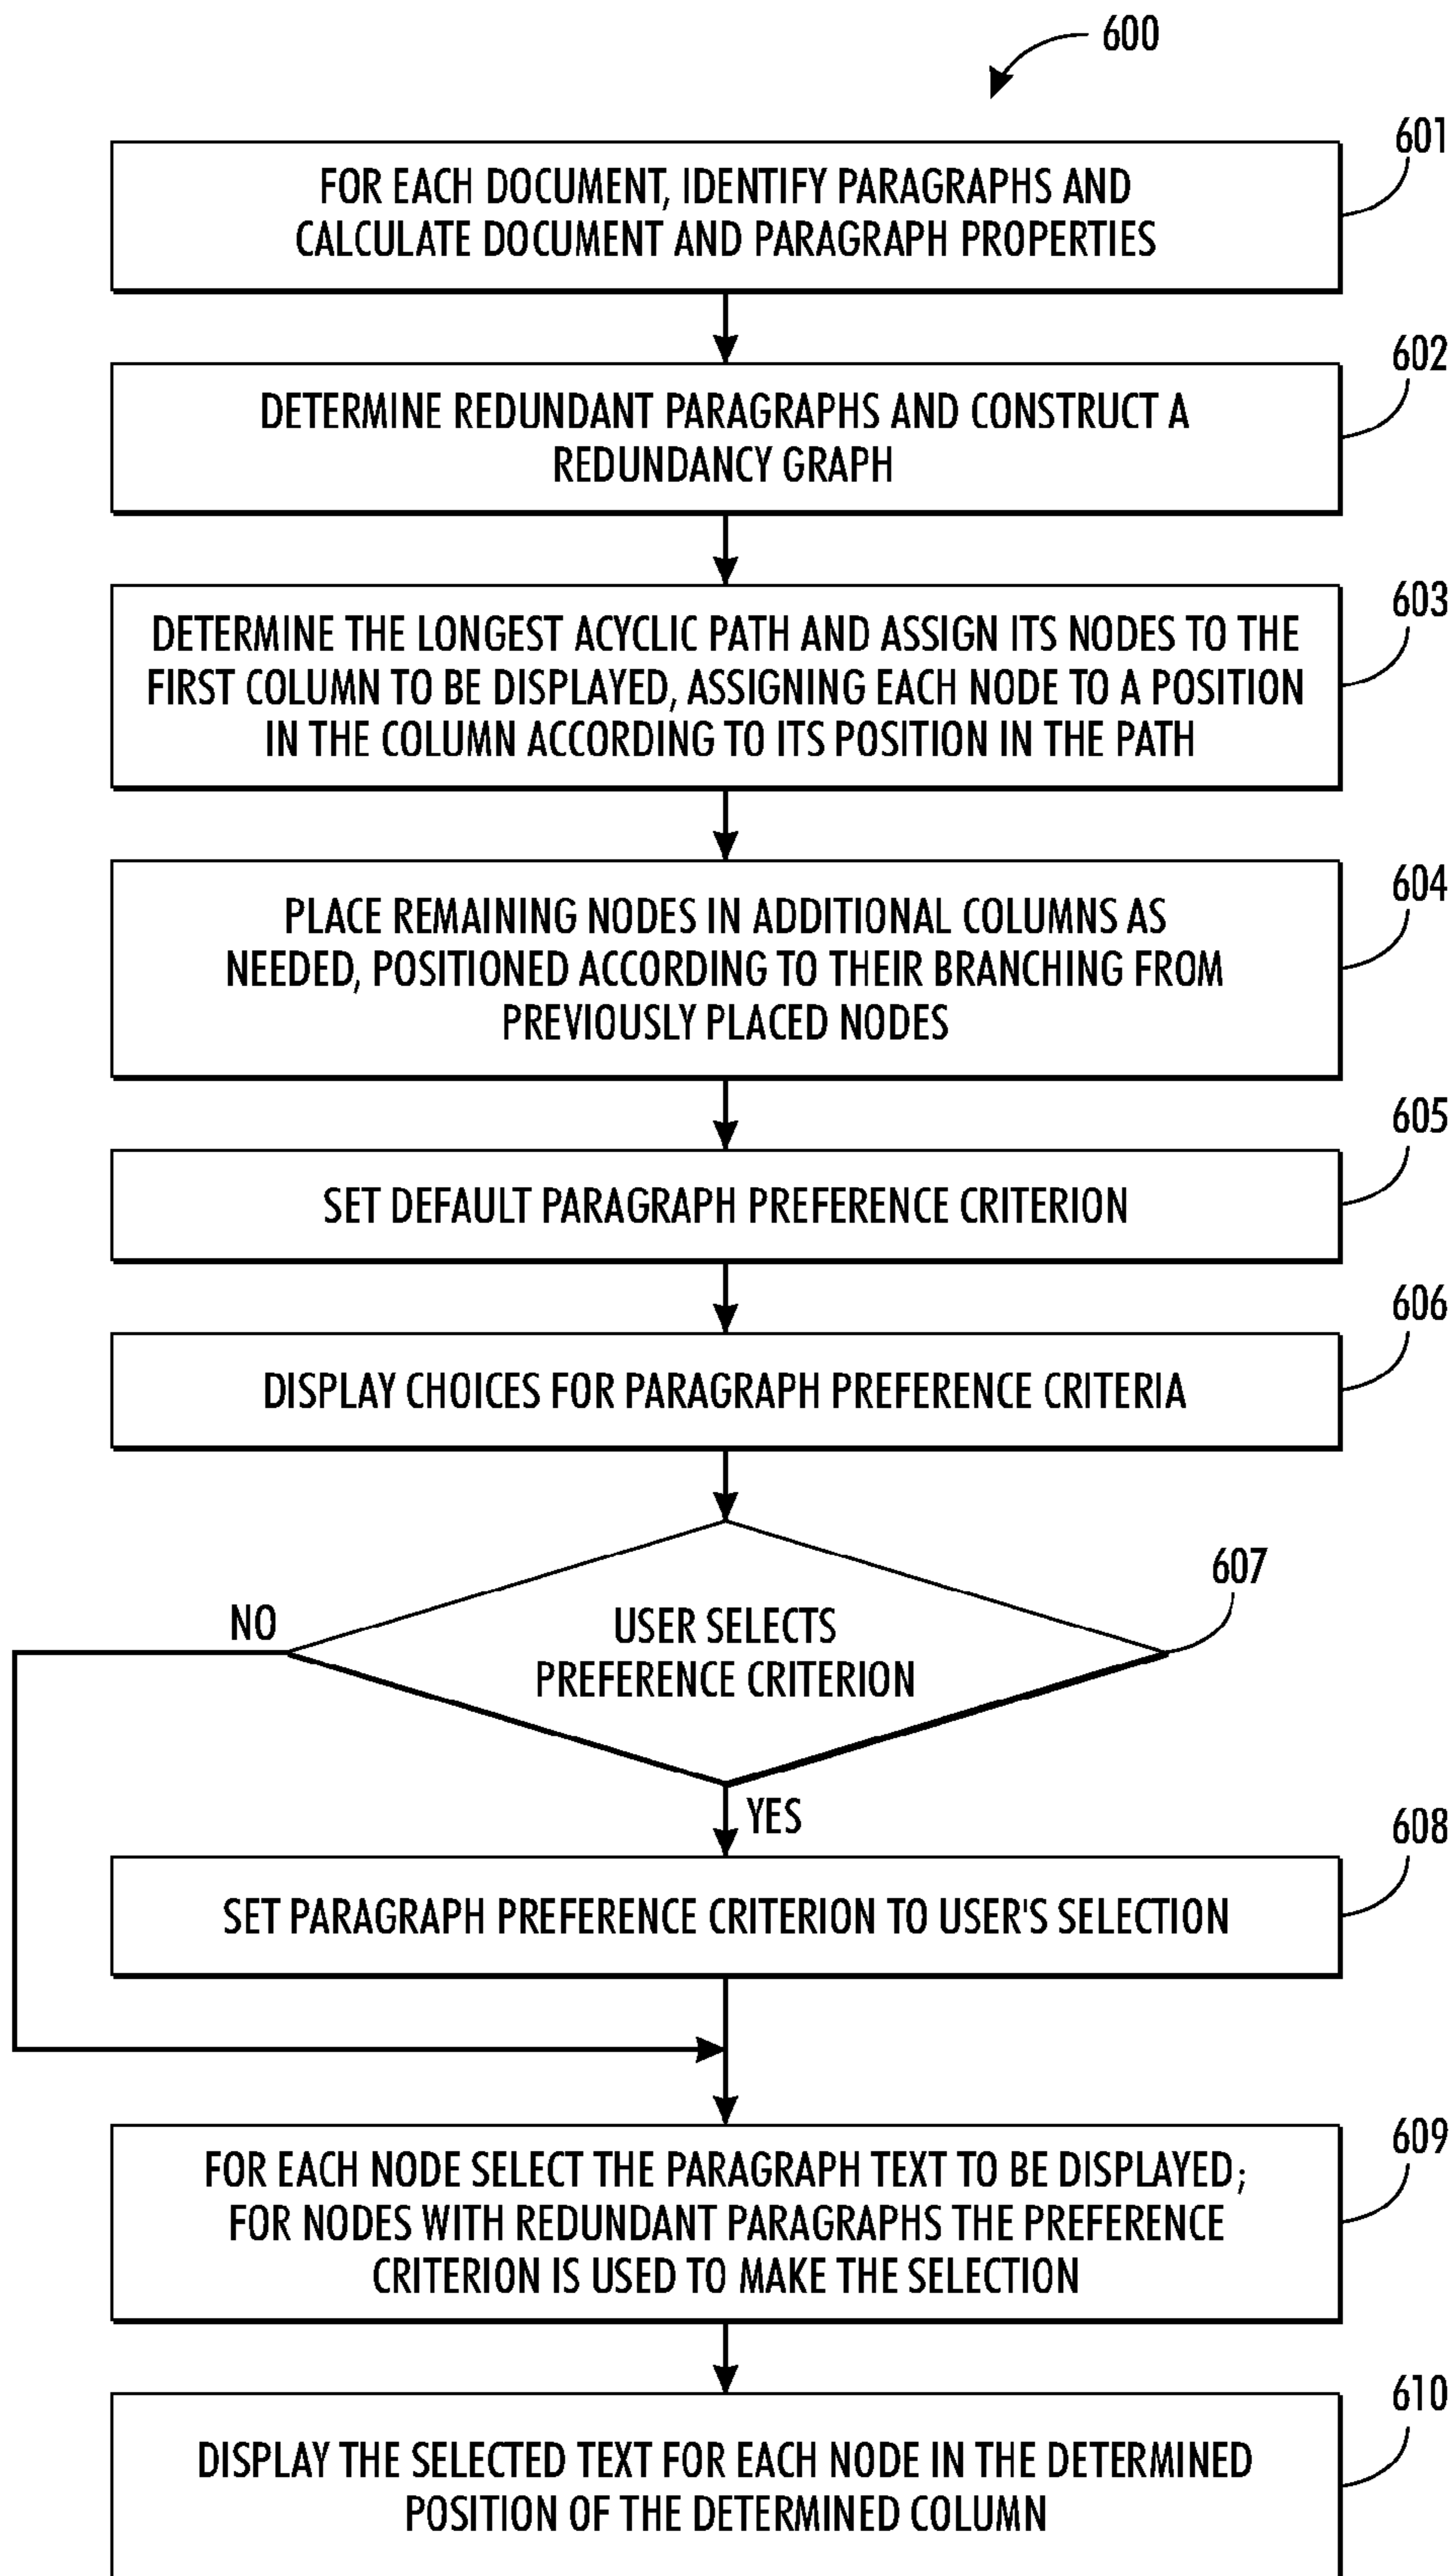 600
601
FOR EACH DOCUMENT, IDENTIFY PARAGRAPHS AND
CALCULATE DOCUMENT AND PARAGRAPH PROPERTIES
602
DETERMINE REDUNDANT PARAGRAPHS AND CONSTRUCT A
REDUNDANCY GRAPH
603
DETERMINE THE LONGEST ACYCLIC PATH AND ASSIGN ITS NODES TO THE
FIRST COLUMN TO BE DISPLAYED, ASSIGNING EACH NODE TO A POSITION
IN THE COLUMN ACCORDING TO ITS POSITION IN THE PATH
604
PLACE REMAINING NODES IN ADDITIONAL COLUMNS AS
NEEDED, POSITIONED ACCORDING TO THEIR BRANCHING FROM
PREVIOUSLY PLACED NODES
605
SET DEFAULT PARAGRAPH PREFERENCE CRITERION
606
DISPLAY CHOICES FOR PARAGRAPH PREFERENCE CRITERIA
607
NO
USER SELECTS
PREFERENCE CRITERION
YES
608
SET PARAGRAPH PREFERENCE CRITERION TO USER'S SELECTION
609
FOR EACH NODE SELECT THE PARAGRAPH TEXT TO BE DISPLAYED;
FOR NODES WITH REDUNDANT PARAGRAPHS THE PREFERENCE
CRITERION IS USED TO MAKE THE SELECTION
610
DISPLAY THE SELECTED TEXT FOR EACH NODE IN THE DETERMINED
POSITION OF THE DETERMINED COLUMN